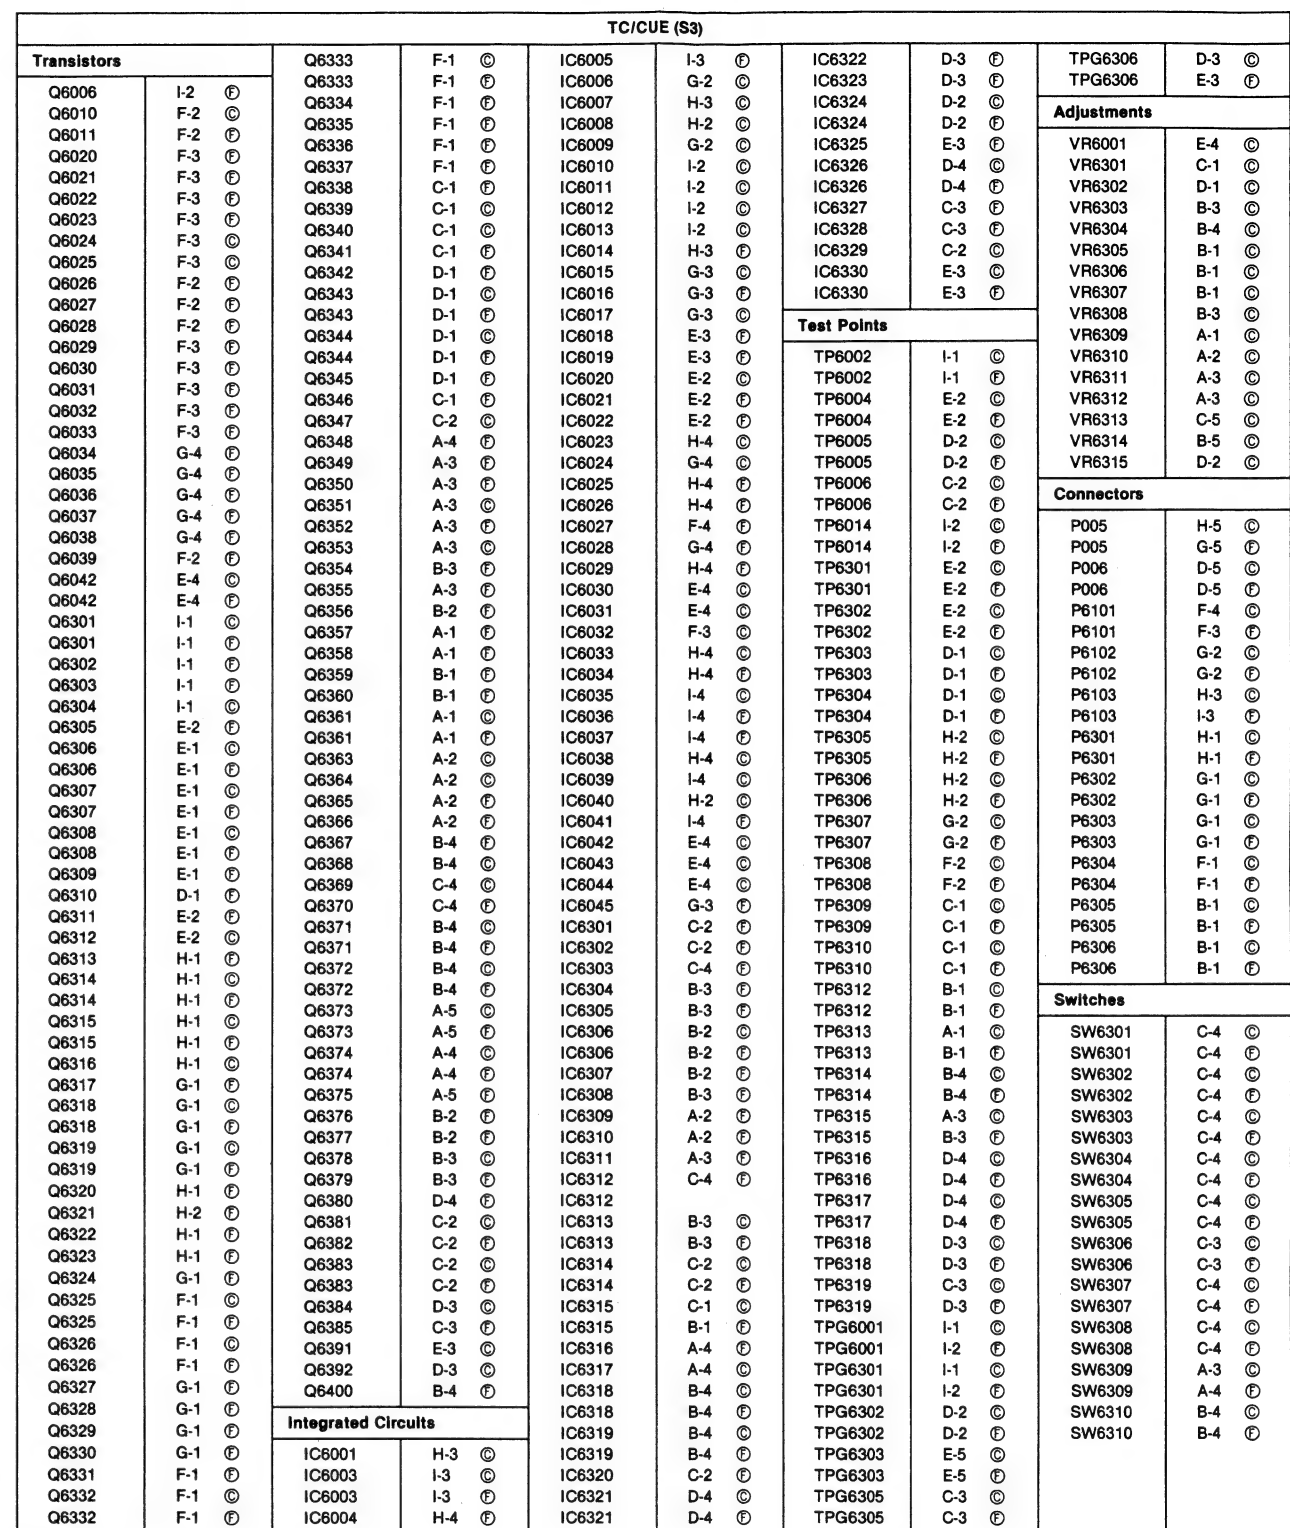 TC/CUE (S3)
Transistors
Q6006 I-2 Ⓕ
Q6010 F-2 Ⓒ
Q6011 F-2 Ⓕ
Q6020 F-3 Ⓕ
Q6021 F-3 Ⓕ
Q6022 F-3 Ⓕ
Q6023 F-3 Ⓕ
Q6024 F-3 Ⓒ
Q6025 F-3 Ⓒ
Q6026 F-2 Ⓕ
Q6027 F-2 Ⓕ
Q6028 F-2 Ⓕ
Q6029 F-3 Ⓕ
Q6030 F-3 Ⓕ
Q6031 F-3 Ⓕ
Q6032 F-3 Ⓕ
Q6033 F-3 Ⓕ
Q6034 G-4 Ⓕ
Q6035 G-4 Ⓕ
Q6036 G-4 Ⓕ
Q6037 G-4 Ⓕ
Q6038 G-4 Ⓕ
Q6039 F-2 Ⓕ
Q6042 E-4 Ⓒ
Q6042 E-4 Ⓕ
Q6301 I-1 Ⓒ
Q6301 I-1 Ⓕ
Q6302 I-1 Ⓕ
Q6303 I-1 Ⓕ
Q6304 I-1 Ⓒ
Q6305 E-2 Ⓕ
Q6306 E-1 Ⓒ
Q6306 E-1 Ⓕ
Q6307 E-1 Ⓒ
Q6307 E-1 Ⓕ
Q6308 E-1 Ⓒ
Q6308 E-1 Ⓕ
Q6309 E-1 Ⓕ
Q6310 D-1 Ⓕ
Q6311 E-2 Ⓕ
Q6312 E-2 Ⓒ
Q6313 H-1 Ⓕ
Q6314 H-1 Ⓒ
Q6314 H-1 Ⓕ
Q6315 H-1 Ⓒ
Q6315 H-1 Ⓕ
Q6316 H-1 Ⓒ
Q6317 G-1 Ⓕ
Q6318 G-1 Ⓒ
Q6318 G-1 Ⓕ
Q6319 G-1 Ⓒ
Q6319 G-1 Ⓕ
Q6320 H-1 Ⓕ
Q6321 H-2 Ⓕ
Q6322 H-1 Ⓕ
Q6323 H-1 Ⓕ
Q6324 G-1 Ⓕ
Q6325 F-1 Ⓒ
Q6325 F-1 Ⓕ
Q6326 F-1 Ⓒ
Q6326 F-1 Ⓕ
Q6327 G-1 Ⓕ
Q6328 G-1 Ⓕ
Q6329 G-1 Ⓕ
Q6330 G-1 Ⓕ
Q6331 F-1 Ⓕ
Q6332 F-1 Ⓒ
Q6332 F-1 Ⓕ
Q6333 F-1 Ⓒ
Q6333 F-1 Ⓕ
Q6334 F-1 Ⓕ
Q6335 F-1 Ⓕ
Q6336 F-1 Ⓕ
Q6337 F-1 Ⓕ
Q6338 C-1 Ⓕ
Q6339 C-1 Ⓒ
Q6340 C-1 Ⓒ
Q6341 C-1 Ⓕ
Q6342 D-1 Ⓕ
Q6343 D-1 Ⓒ
Q6343 D-1 Ⓕ
Q6344 D-1 Ⓒ
Q6344 D-1 Ⓕ
Q6345 D-1 Ⓕ
Q6346 C-1 Ⓕ
Q6347 C-2 Ⓒ
Q6348 A-4 Ⓕ
Q6349 A-3 Ⓕ
Q6350 A-3 Ⓕ
Q6351 A-3 Ⓒ
Q6352 A-3 Ⓕ
Q6353 A-3 Ⓒ
Q6354 B-3 Ⓕ
Q6355 A-3 Ⓕ
Q6356 B-2 Ⓕ
Q6357 A-1 Ⓕ
Q6358 A-1 Ⓕ
Q6359 B-1 Ⓕ
Q6360 B-1 Ⓕ
Q6361 A-1 Ⓒ
Q6361 A-1 Ⓕ
Q6363 A-2 Ⓒ
Q6364 A-2 Ⓒ
Q6365 A-2 Ⓕ
Q6366 A-2 Ⓕ
Q6367 B-4 Ⓕ
Q6368 B-4 Ⓒ
Q6369 C-4 Ⓒ
Q6370 C-4 Ⓕ
Q6371 B-4 Ⓒ
Q6371 B-4 Ⓕ
Q6372 B-4 Ⓒ
Q6372 B-4 Ⓕ
Q6373 A-5 Ⓒ
Q6373 A-5 Ⓕ
Q6374 A-4 Ⓒ
Q6374 A-4 Ⓕ
Q6375 A-5 Ⓕ
Q6376 B-2 Ⓕ
Q6377 B-2 Ⓕ
Q6378 B-3 Ⓒ
Q6379 B-3 Ⓕ
Q6380 D-4 Ⓕ
Q6381 C-2 Ⓒ
Q6382 C-2 Ⓕ
Q6383 C-2 Ⓒ
Q6383 C-2 Ⓕ
Q6384 D-3 Ⓒ
Q6385 C-3 Ⓕ
Q6391 E-3 Ⓒ
Q6392 D-3 Ⓒ
Q6400 B-4 Ⓕ
Integrated Circuits
IC6001 H-3 Ⓒ
IC6003 I-3 Ⓒ
IC6003 I-3 Ⓕ
IC6004 H-4 Ⓕ
IC6005 I-3 Ⓕ
IC6006 G-2 Ⓒ
IC6007 H-3 Ⓒ
IC6008 H-2 Ⓒ
IC6009 G-2 Ⓒ
IC6010 I-2 Ⓒ
IC6011 I-2 Ⓒ
IC6012 I-2 Ⓒ
IC6013 I-2 Ⓒ
IC6014 H-3 Ⓕ
IC6015 G-3 Ⓒ
IC6016 G-3 Ⓕ
IC6017 G-3 Ⓒ
IC6018 E-3 Ⓕ
IC6019 E-3 Ⓕ
IC6020 E-2 Ⓒ
IC6021 E-2 Ⓕ
IC6022 E-2 Ⓕ
IC6023 H-4 Ⓒ
IC6024 G-4 Ⓒ
IC6025 H-4 Ⓕ
IC6026 H-4 Ⓕ
IC6027 F-4 Ⓕ
IC6028 G-4 Ⓕ
IC6029 H-4 Ⓕ
IC6030 E-4 Ⓒ
IC6031 E-4 Ⓒ
IC6032 F-3 Ⓒ
IC6033 H-4 Ⓒ
IC6034 H-4 Ⓕ
IC6035 I-4 Ⓒ
IC6036 I-4 Ⓕ
IC6037 I-4 Ⓕ
IC6038 H-4 Ⓒ
IC6039 I-4 Ⓒ
IC6040 H-2 Ⓒ
IC6041 I-4 Ⓕ
IC6042 E-4 Ⓒ
IC6043 E-4 Ⓒ
IC6044 E-4 Ⓒ
IC6045 G-3 Ⓕ
IC6301 C-2 Ⓕ
IC6302 C-2 Ⓕ
IC6303 C-4 Ⓕ
IC6304 B-3 Ⓕ
IC6305 B-3 Ⓕ
IC6306 B-2 Ⓒ
IC6306 B-2 Ⓕ
IC6307 B-2 Ⓕ
IC6308 B-3 Ⓕ
IC6309 A-2 Ⓕ
IC6310 A-2 Ⓕ
IC6311 A-3 Ⓕ
IC6312 C-4 Ⓕ
IC6312
IC6313 B-3 Ⓒ
IC6313 B-3 Ⓕ
IC6314 C-2 Ⓒ
IC6314 C-2 Ⓕ
IC6315 C-1 Ⓒ
IC6315 B-1 Ⓕ
IC6316 A-4 Ⓕ
IC6317 A-4 Ⓒ
IC6318 B-4 Ⓒ
IC6318 B-4 Ⓕ
IC6319 B-4 Ⓒ
IC6319 B-4 Ⓕ
IC6320 C-2 Ⓕ
IC6321 D-4 Ⓒ
IC6321 D-4 Ⓕ
IC6322 D-3 Ⓕ
IC6323 D-3 Ⓕ
IC6324 D-2 Ⓒ
IC6324 D-2 Ⓕ
IC6325 E-3 Ⓕ
IC6326 D-4 Ⓒ
IC6326 D-4 Ⓕ
IC6327 C-3 Ⓕ
IC6328 C-3 Ⓕ
IC6329 C-2 Ⓒ
IC6330 E-3 Ⓒ
IC6330 E-3 Ⓕ
Test Points
TP6002 I-1 Ⓒ
TP6002 I-1 Ⓕ
TP6004 E-2 Ⓒ
TP6004 E-2 Ⓕ
TP6005 D-2 Ⓒ
TP6005 D-2 Ⓕ
TP6006 C-2 Ⓒ
TP6006 C-2 Ⓕ
TP6014 I-2 Ⓒ
TP6014 I-2 Ⓕ
TP6301 E-2 Ⓒ
TP6301 E-2 Ⓕ
TP6302 E-2 Ⓒ
TP6302 E-2 Ⓕ
TP6303 D-1 Ⓒ
TP6303 D-1 Ⓕ
TP6304 D-1 Ⓒ
TP6304 D-1 Ⓕ
TP6305 H-2 Ⓒ
TP6305 H-2 Ⓕ
TP6306 H-2 Ⓒ
TP6306 H-2 Ⓕ
TP6307 G-2 Ⓒ
TP6307 G-2 Ⓕ
TP6308 F-2 Ⓒ
TP6308 F-2 Ⓕ
TP6309 C-1 Ⓒ
TP6309 C-1 Ⓕ
TP6310 C-1 Ⓒ
TP6310 C-1 Ⓕ
TP6312 B-1 Ⓒ
TP6312 B-1 Ⓕ
TP6313 A-1 Ⓒ
TP6313 B-1 Ⓕ
TP6314 B-4 Ⓒ
TP6314 B-4 Ⓕ
TP6315 A-3 Ⓒ
TP6315 B-3 Ⓕ
TP6316 D-4 Ⓒ
TP6316 D-4 Ⓕ
TP6317 D-4 Ⓒ
TP6317 D-4 Ⓕ
TP6318 D-3 Ⓒ
TP6318 D-3 Ⓕ
TP6319 C-3 Ⓒ
TP6319 D-3 Ⓕ
TPG6001 I-1 Ⓒ
TPG6001 I-2 Ⓕ
TPG6301 I-1 Ⓒ
TPG6301 I-2 Ⓕ
TPG6302 D-2 Ⓒ
TPG6302 D-2 Ⓕ
TPG6303 E-5 Ⓒ
TPG6303 E-5 Ⓕ
TPG6305 C-3 Ⓒ
TPG6305 C-3 Ⓕ
TPG6306 D-3 Ⓒ
TPG6306 E-3 Ⓕ
Adjustments
VR6001 E-4 Ⓒ
VR6301 C-1 Ⓒ
VR6302 D-1 Ⓒ
VR6303 B-3 Ⓒ
VR6304 B-4 Ⓒ
VR6305 B-1 Ⓒ
VR6306 B-1 Ⓒ
VR6307 B-1 Ⓒ
VR6308 B-3 Ⓒ
VR6309 A-1 Ⓒ
VR6310 A-2 Ⓒ
VR6311 A-3 Ⓒ
VR6312 A-3 Ⓒ
VR6313 C-5 Ⓒ
VR6314 B-5 Ⓒ
VR6315 D-2 Ⓒ
Connectors
P005 H-5 Ⓒ
P005 G-5 Ⓕ
P006 D-5 Ⓒ
P006 D-5 Ⓕ
P6101 F-4 Ⓒ
P6101 F-3 Ⓕ
P6102 G-2 Ⓒ
P6102 G-2 Ⓕ
P6103 H-3 Ⓒ
P6103 I-3 Ⓕ
P6301 H-1 Ⓒ
P6301 H-1 Ⓕ
P6302 G-1 Ⓒ
P6302 G-1 Ⓕ
P6303 G-1 Ⓒ
P6303 G-1 Ⓕ
P6304 F-1 Ⓒ
P6304 F-1 Ⓕ
P6305 B-1 Ⓒ
P6305 B-1 Ⓕ
P6306 B-1 Ⓒ
P6306 B-1 Ⓕ
Switches
SW6301 C-4 Ⓒ
SW6301 C-4 Ⓕ
SW6302 C-4 Ⓒ
SW6302 C-4 Ⓕ
SW6303 C-4 Ⓒ
SW6303 C-4 Ⓕ
SW6304 C-4 Ⓒ
SW6304 C-4 Ⓕ
SW6305 C-4 Ⓒ
SW6305 C-4 Ⓕ
SW6306 C-3 Ⓒ
SW6306 C-3 Ⓕ
SW6307 C-4 Ⓒ
SW6307 C-4 Ⓕ
SW6308 C-4 Ⓒ
SW6308 C-4 Ⓕ
SW6309 A-3 Ⓒ
SW6309 A-4 Ⓕ
SW6310 B-4 Ⓒ
SW6310 B-4 Ⓕ